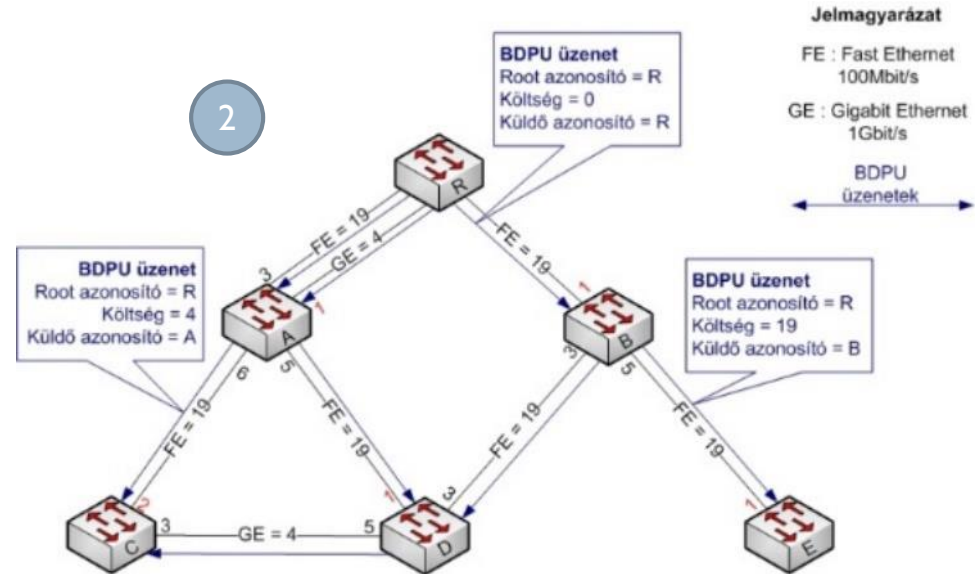 Jelmagyarázat
FE : Fast Ethernet
100Mbit/s
GE : Gigabit Ethernet
1Gbit/s
BDPU
üzenetek
2
BDPU üzenet
Root azonosító = R
Költség = 0
Küldő azonosító = R
R
FE = 19
GE = 4
FE = 19
3
1
A
6
5
1
B
3
5
BDPU üzenet
Root azonosító = R
Költség = 4
Küldő azonosító = A
BDPU üzenet
Root azonosító = R
Költség = 19
Küldő azonosító = B
FE = 19
FE = 19
FE = 19
FE = 19
2
C
3
GE = 4
5
1
D
3
1
E